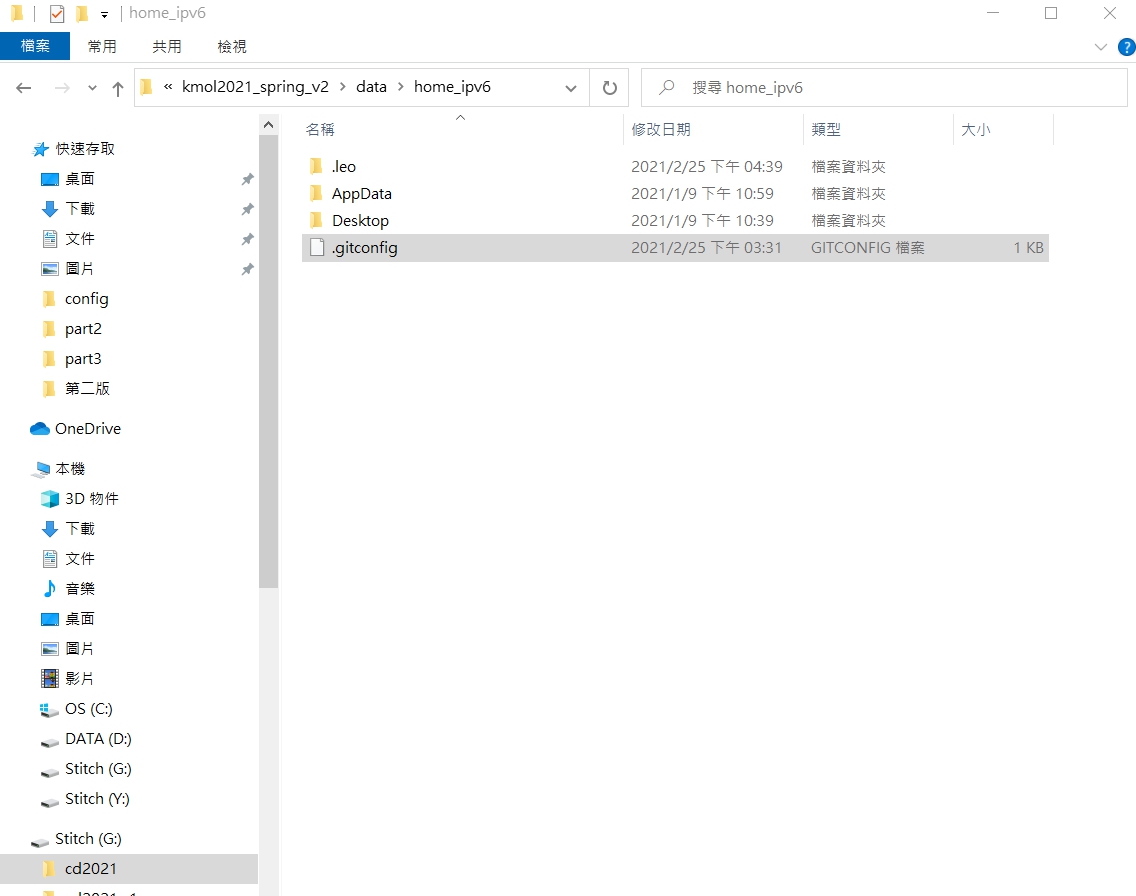 home_ipv6
檔案 常用 共用 檢視
« kmol2021_spring_v2 > data > home_ipv6 搜尋 home_ipv6
名稱 修改日期 類型 大小
.leo 2021/2/25 下午 04:39 檔案資料夾
AppData 2021/1/9 下午 10:59 檔案資料夾
Desktop 2021/1/9 下午 10:39 檔案資料夾
.gitconfig 2021/2/25 下午 03:31 GITCONFIG 檔案 1 KB
快速存取
桌面
下載
文件
圖片
config
part2
part3
第二版
OneDrive
本機
3D 物件
下載
文件
音樂
桌面
圖片
影片
OS (C:)
DATA (D:)
Stitch (G:)
Stitch (Y:)
Stitch (G:)
cd2021